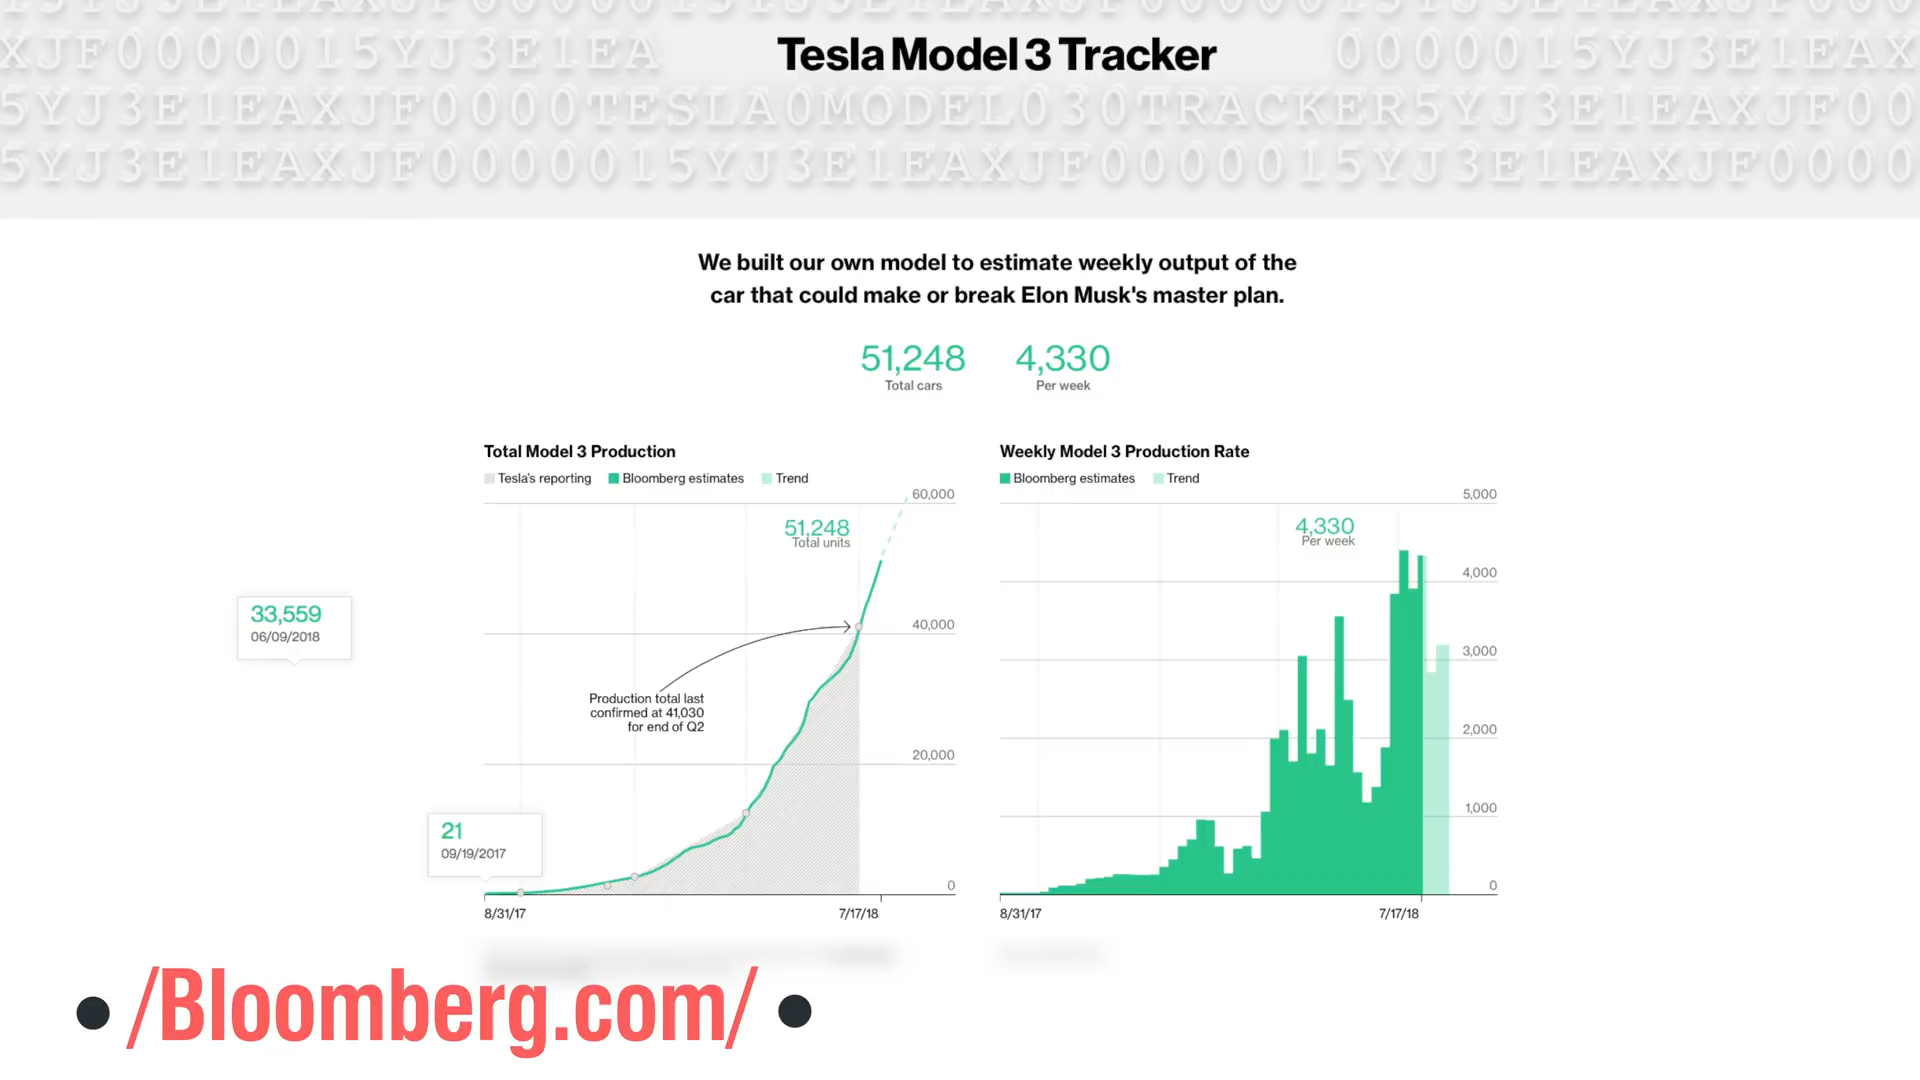 XJF0000015YJ3E1EA
Tesla Model 3 Tracker
0000015YJ3E1EAX
5YJ3E1EAXJF0000TESLA0MODEL030TRACKER5YJ3E1EAXJF00
5YJ3E1EAXJF0000015YJ3E1EAXJF0000015YJ3E1EAXJF0000
We built our own model to estimate weekly output of the
car that could make or break Elon Musk's master plan.
51,248
Total cars
4,330
Per week
Total Model 3 Production
Tesla's reporting
Bloomberg estimates
Trend
60,000
51,248
Total units
40,000
Production total last
confirmed at 41,030
for end of Q2
20,000
0
8/31/17
7/17/18
33,559
06/09/2018
21
09/19/2017
Weekly Model 3 Production Rate
Bloomberg estimates
Trend
5,000
4,330
Per week
4,000
3,000
2,000
1,000
0
8/31/17
7/17/18
/Bloomberg.com/